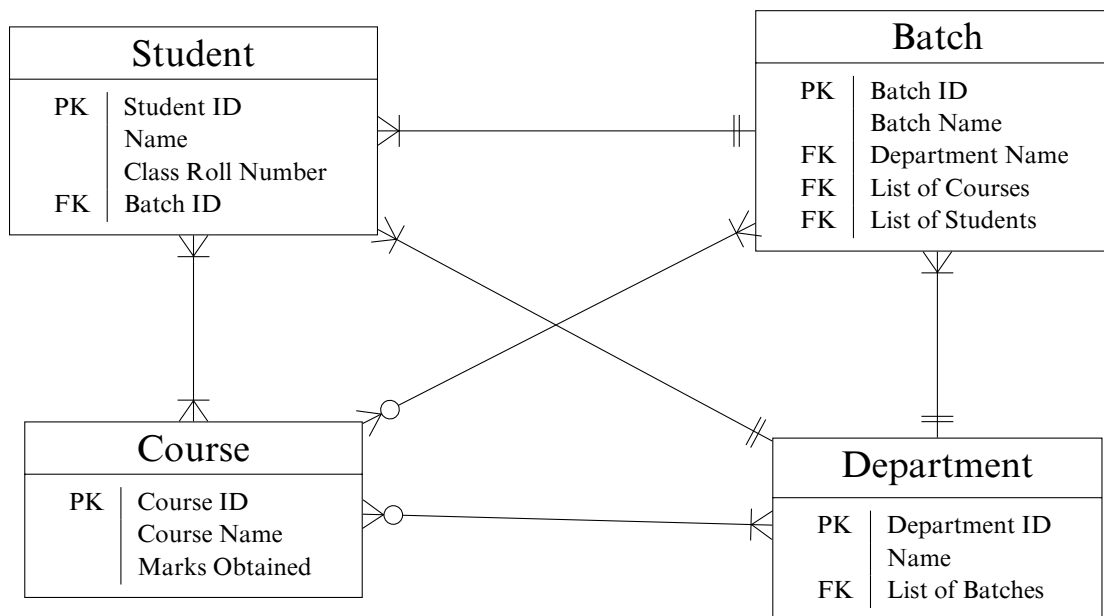 Student
PK Student ID
Name
Class Roll Number
FK Batch ID
Batch
PK Batch ID
Batch Name
FK Department Name
FK List of Courses
FK List of Students
Course
PK Course ID
Course Name
Marks Obtained
Department
PK Department ID
Name
FK List of Batches